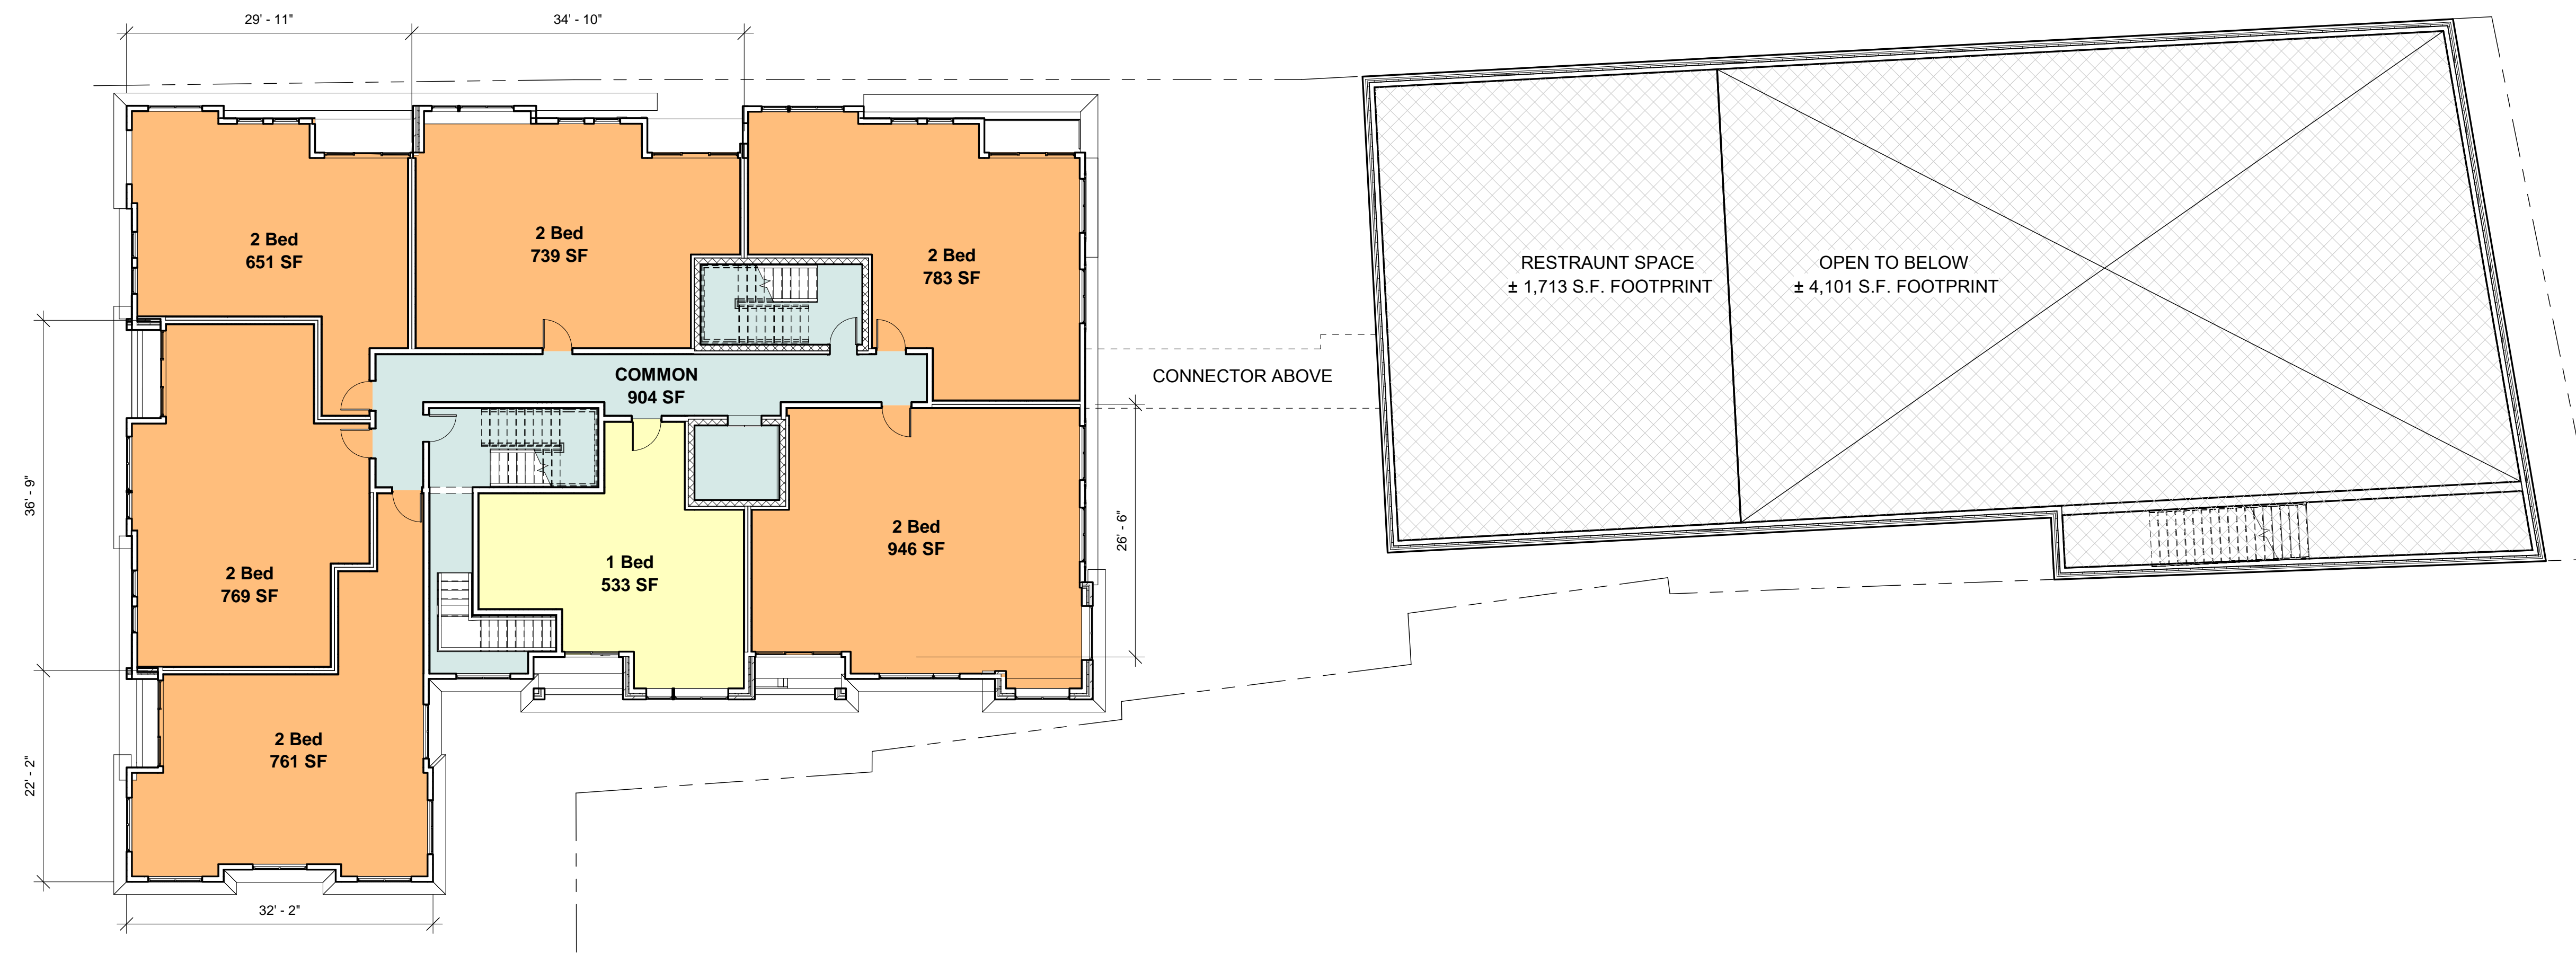 29' - 11"
34' - 10"
2 Bed
651 SF
2 Bed
739 SF
2 Bed
783 SF
RESTRAUNT SPACE
± 1,713 S.F. FOOTPRINT
OPEN TO BELOW
± 4,101 S.F. FOOTPRINT
COMMON
904 SF
CONNECTOR ABOVE
36' - 9"
26' - 6"
2 Bed
769 SF
1 Bed
533 SF
2 Bed
946 SF
22' - 2"
2 Bed
761 SF
32' - 2"